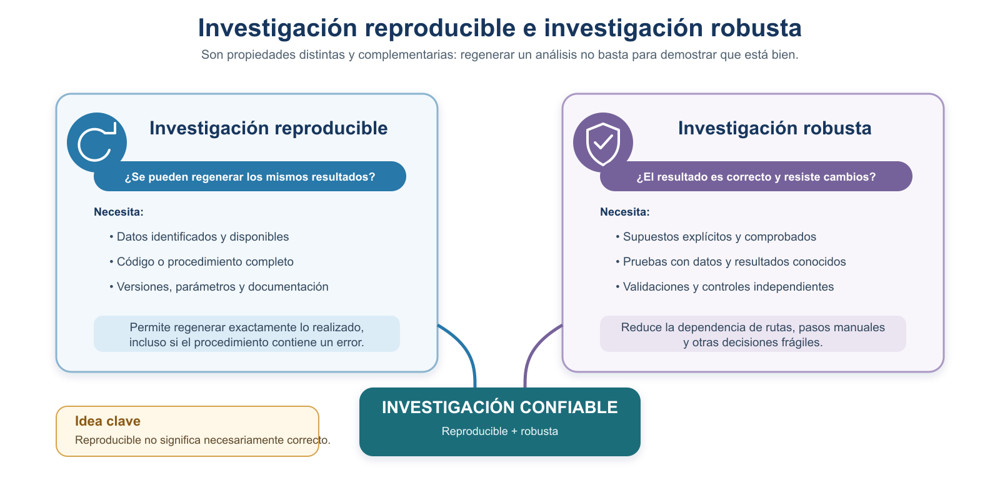 Investigación reproducible e investigación robusta
Son propiedades distintas y complementarias: regenerar un análisis no basta para demostrar que está bien.
Investigación reproducible
¿Se pueden regenerar los mismos resultados?
Necesita:
• Datos identificados y disponibles
• Código o procedimiento completo
• Versiones, parámetros y documentación
Permite regenerar exactamente lo realizado,
incluso si el procedimiento contiene un error.
Investigación robusta
¿El resultado es correcto y resiste cambios?
Necesita:
• Supuestos explícitos y comprobados
• Pruebas con datos y resultados conocidos
• Validaciones y controles independientes
Reduce la dependencia de rutas, pasos manuales
y otras decisiones frágiles.
Idea clave
Reproducible no significa necesariamente correcto.
INVESTIGACIÓN CONFIABLE
Reproducible + robusta